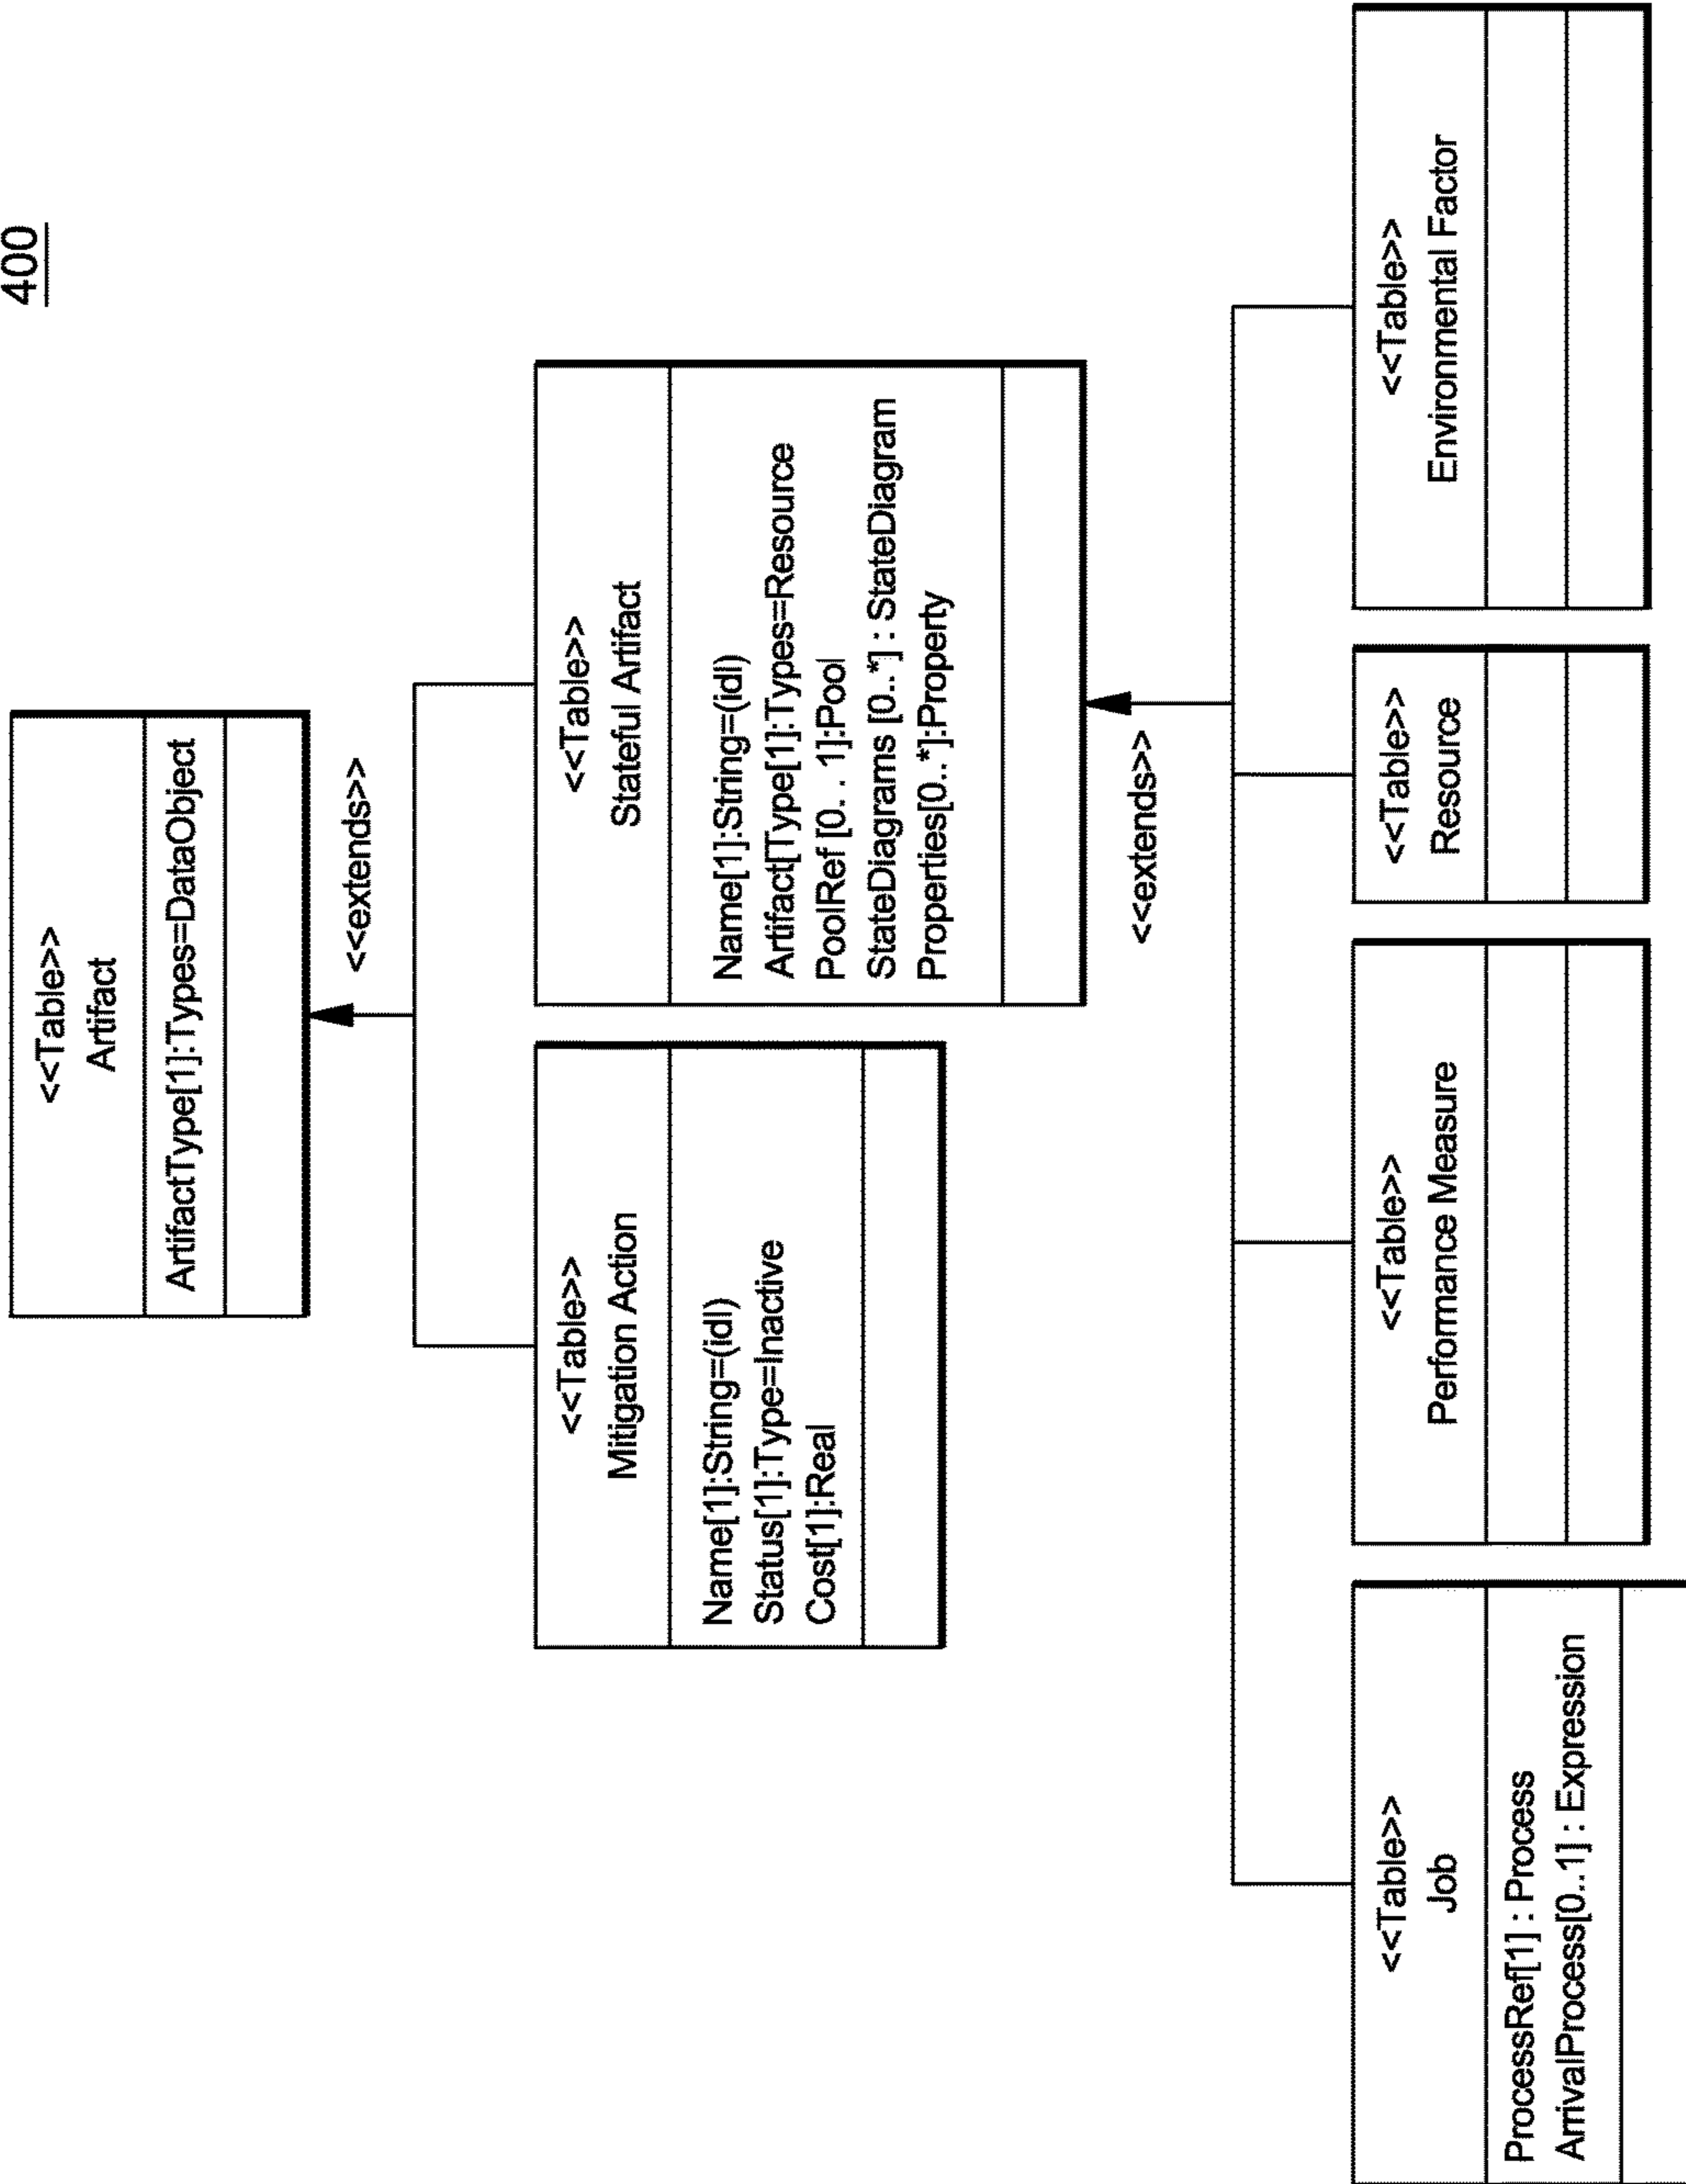 400
<<Table>>
Artifact
ArtifactType[1]:Types=DataObject
<<extends>>
<<Table>>
Mitigation Action
Name[1]:String=(idl)
Status[1]:Type=Inactive
Cost[1]:Real
<<Table>>
Stateful Artifact
Name[1]:String=(idl)
Artifact[Type[1]:Types=Resource
PoolRef [0. . 1]:Pool
StateDiagrams [0..*] : StateDiagram
Properties[0..*]:Property
<<extends>>
<<Table>>
Job
ProcessRef[1] : Process
ArrivalProcess[0..1] : Expression
<<Table>>
Performance Measure
<<Table>>
Resource
<<Table>>
Environmental Factor